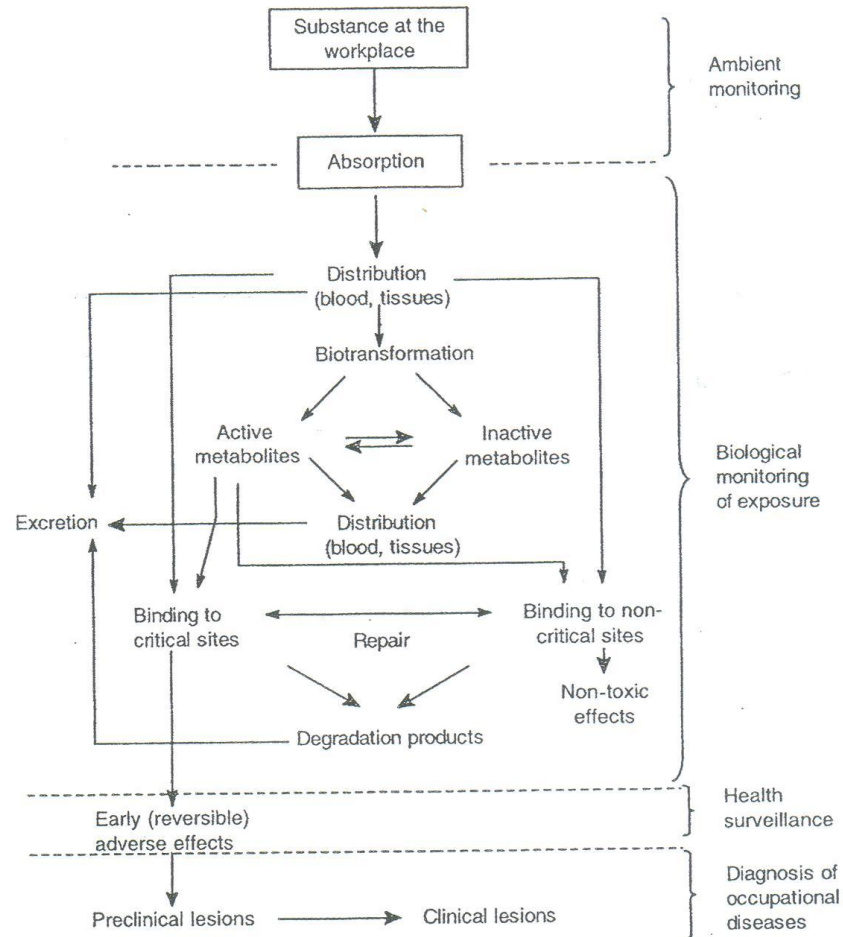 Substance at the
workplace
Ambient
monitoring
Absorption
Distribution
(blood, tissues)
Biotransformation
Active
metabolites
Inactive
metabolites
Biological
monitoring
of exposure
Excretion
Distribution
(blood, tissues)
Binding to
critical sites
Repair
Binding to non-
critical sites
Non-toxic
effects
Degradation products
Health
surveillance
Early (reversible)
adverse effects
Diagnosis of
occupational
diseases
Preclinical lesions
Clinical lesions